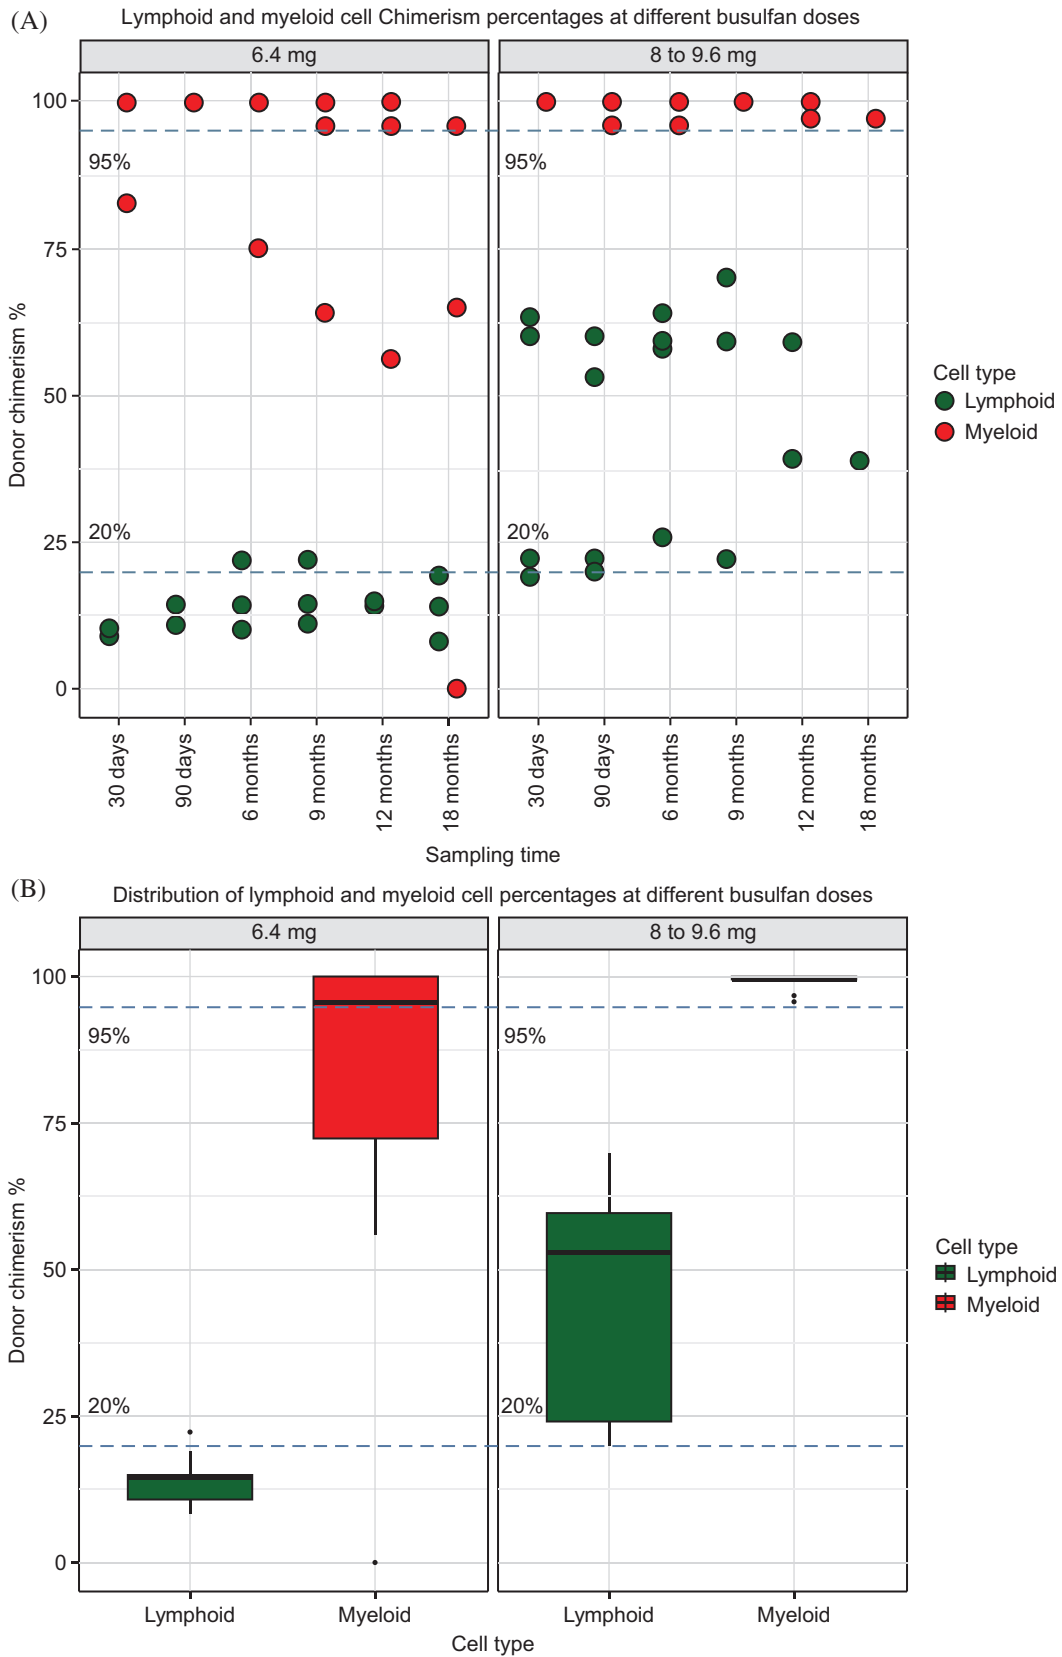 (A)
Lymphoid and myeloid cell Chimerism percentages at different busulfan doses
6.4 mg
8 to 9.6 mg
Donor chimerism %
100
75
50
25
0
95%
20%
95%
20%
30 days
90 days
6 months
9 months
12 months
18 months
30 days
90 days
6 months
9 months
12 months
18 months
Sampling time
Cell type
Lymphoid
Myeloid
(B)
Distribution of lymphoid and myeloid cell percentages at different busulfan doses
6.4 mg
8 to 9.6 mg
Donor chimerism %
100
75
50
25
0
95%
20%
95%
20%
Lymphoid
Myeloid
Lymphoid
Myeloid
Cell type
Cell type
Lymphoid
Myeloid